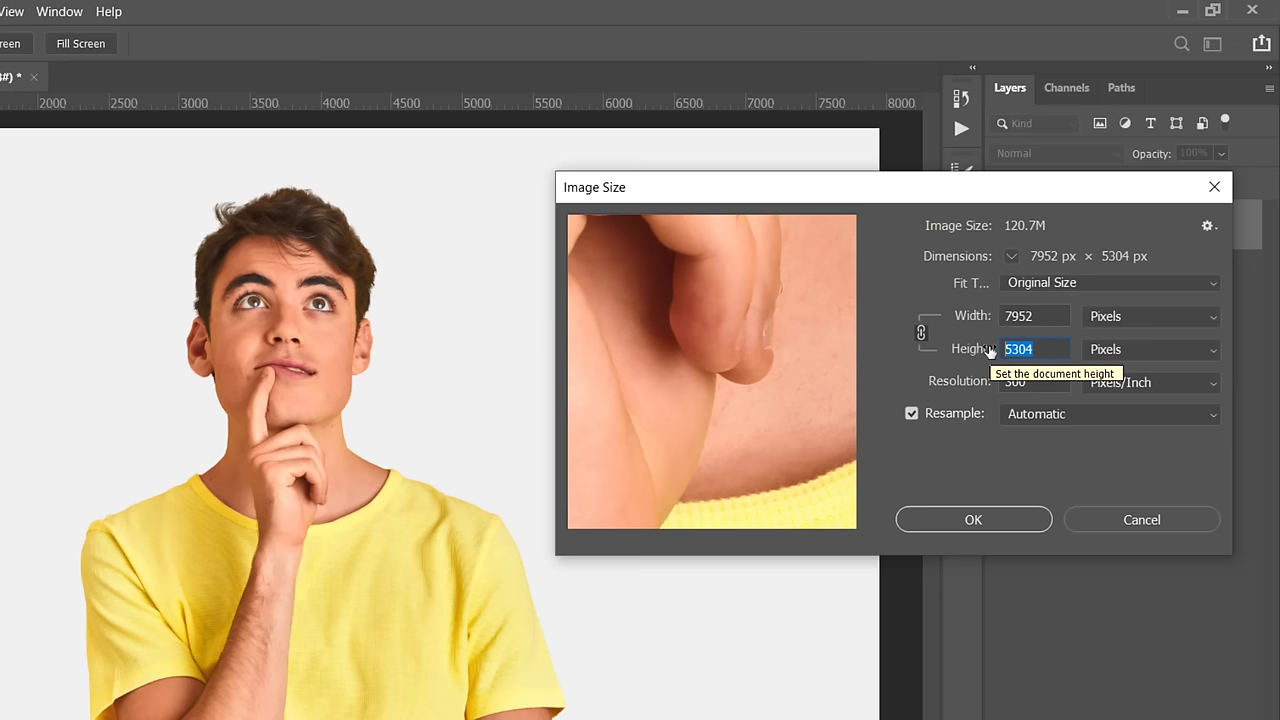 View Window Help
reen Fill Screen
#) *
2000 2500 3000 3500 4000 4500 5000 5500 6000 6500 7000 7500 8000
Layers Channels Paths
Kind
Normal Opacity: 100%
Image Size
Image Size: 120.7M
Dimensions: 7952 px × 5304 px
Fit T... Original Size
Width: 7952 Pixels
Height 5304 Pixels
Set the document height
Resolution: 300 Pixels/Inch
Resample: Automatic
OK Cancel